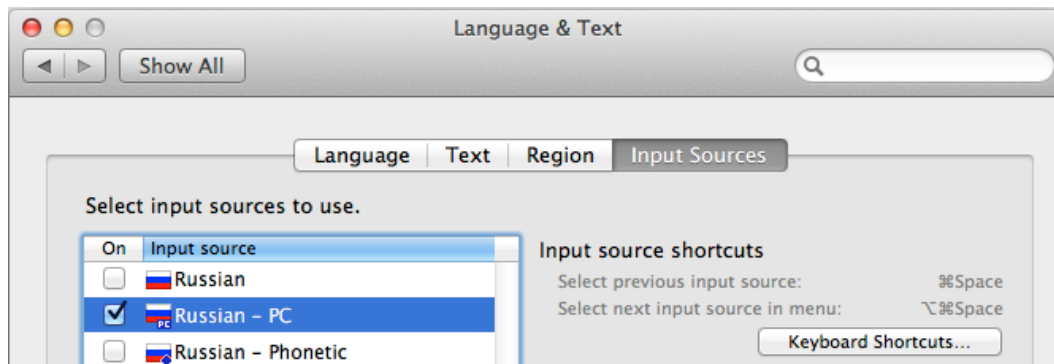 Language & Text
Show All
Language Text Region Input Sources
Select input sources to use.
On Input source
Russian
Russian – PC
Russian – Phonetic
Input source shortcuts
Select previous input source: ⌘Space
Select next input source in menu: ⌥⌘Space
Keyboard Shortcuts...